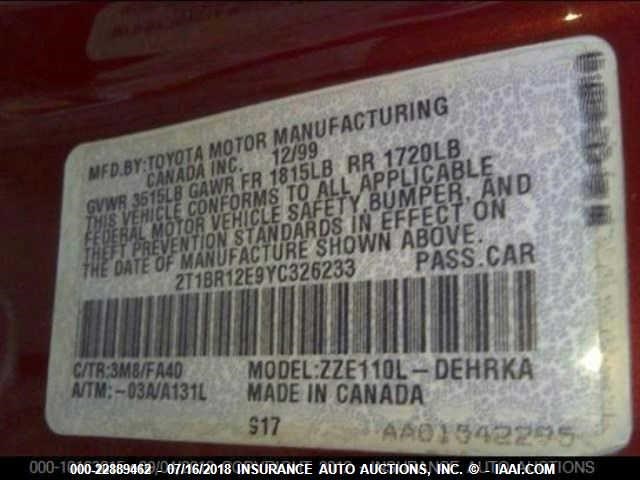 MFD.BY:TOYOTA MOTOR MANUFACTURING
CANADA INC. 12/99
GVWR 3515LB GAWR FR 1815LB RR 1720LB
THIS VEHICLE CONFORMS TO ALL APPLICABLE
FEDERAL MOTOR VEHICLE SAFETY,BUMPER, AND
THEFT PREVENTION STANDARDS IN EFFECT ON
THE DATE OF MANUFACTURE SHOWN ABOVE.
2T1BR12E9YC326233 PASS.CAR
C/TR:3M8/FA40 MODEL:ZZE110L-DEHRKA
A/TM:-03A/A131L MADE IN CANADA
S17 AA01542295
000-22889462 - 07/16/2018 INSURANCE AUTO AUCTIONS, INC. © - IAAI.COM